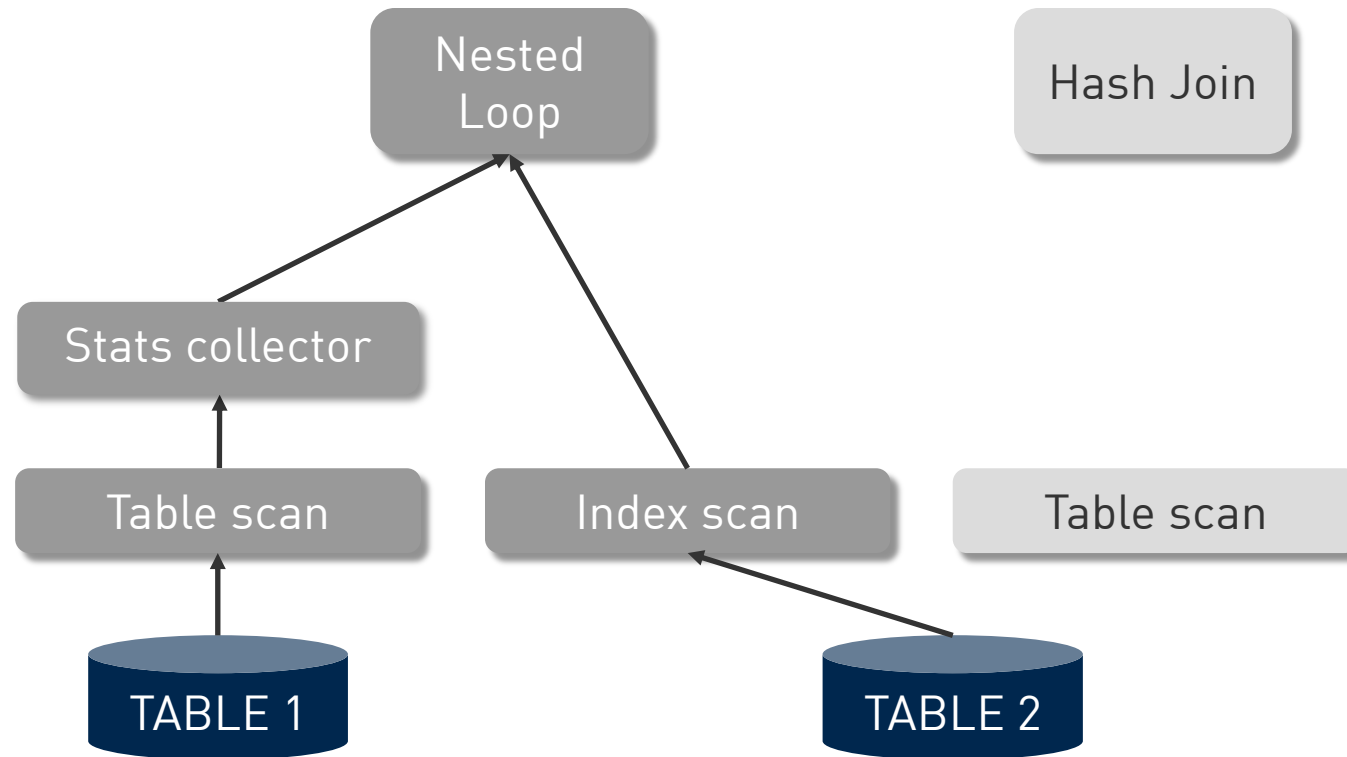 Nested
Loop
Hash Join
Stats collector
Table scan
Index scan
Table scan
TABLE 1
TABLE 2